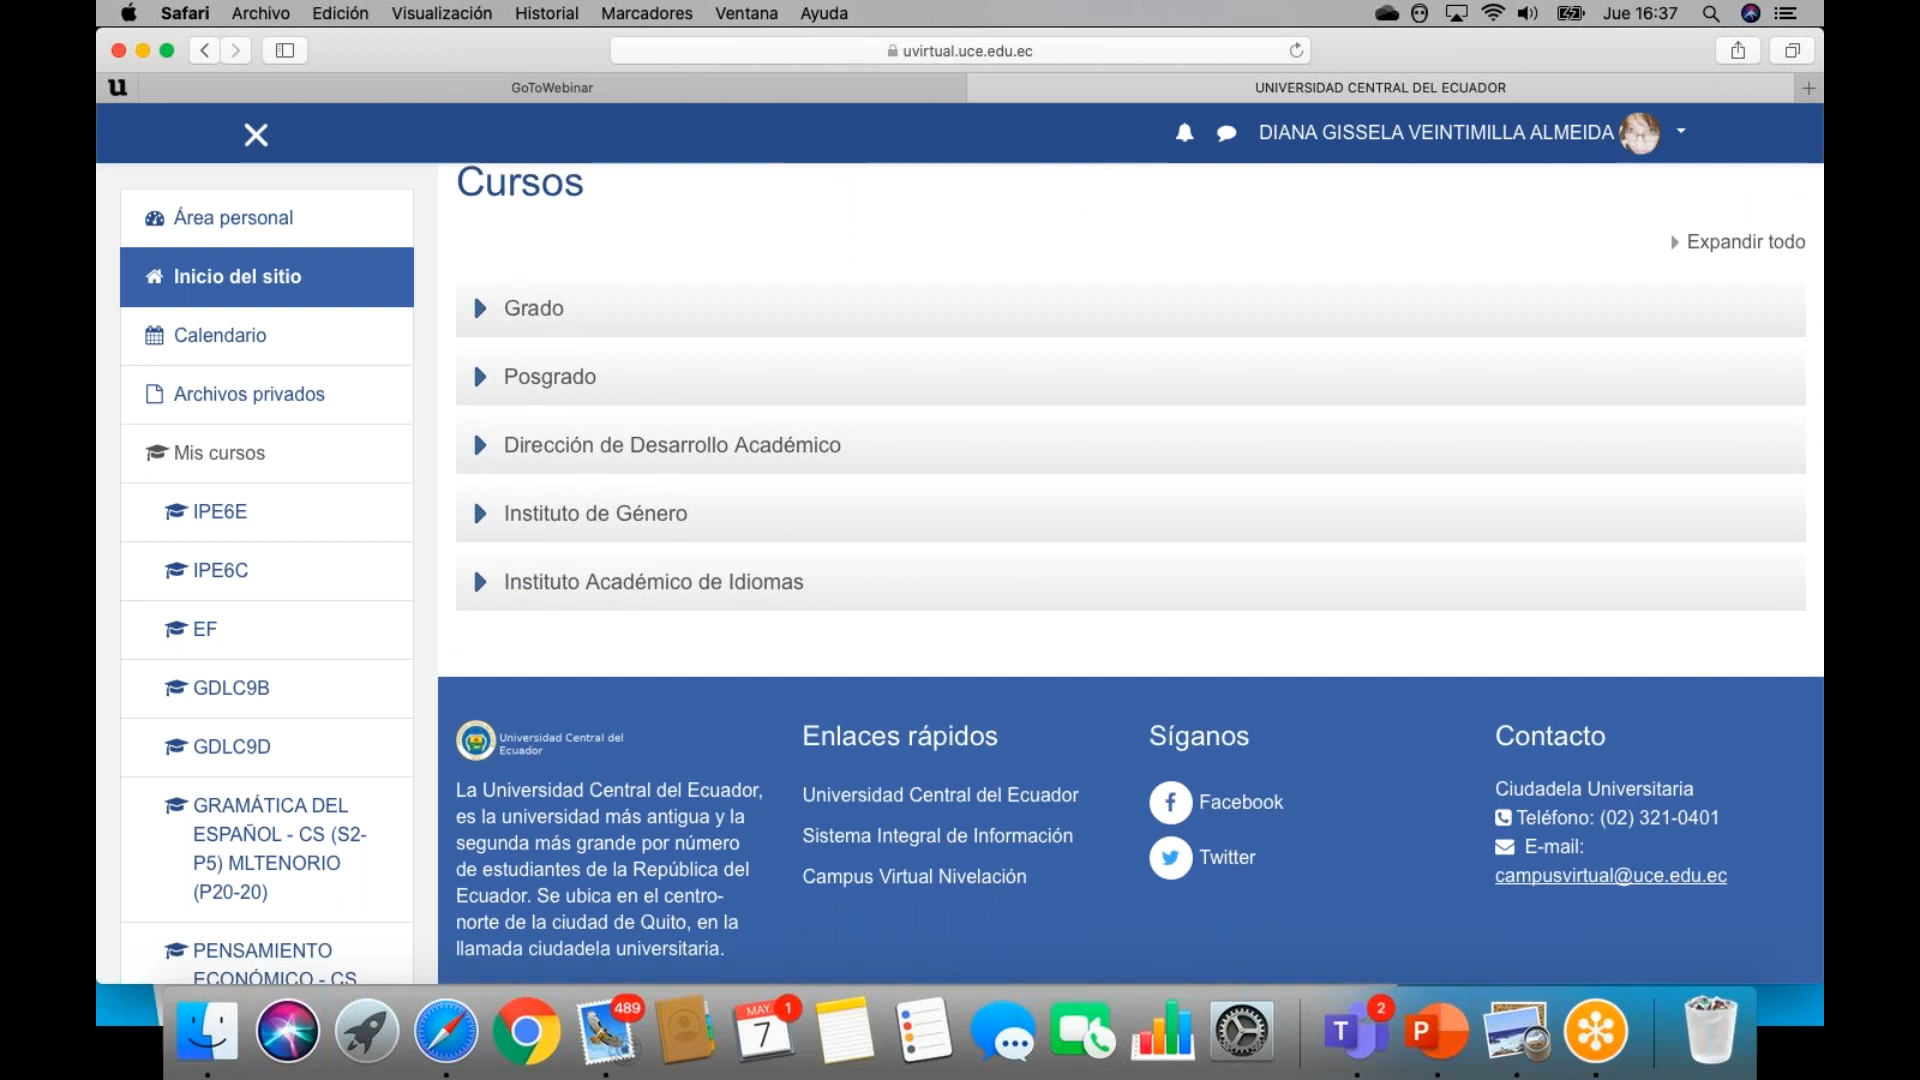 Safari Archivo Edición Visualización Historial Marcadores Ventana Ayuda
Jue 16:37
uvirtual.uce.edu.ec
u
GoToWebinar
UNIVERSIDAD CENTRAL DEL ECUADOR
DIANA GISSELA VEINTIMILLA ALMEIDA
Área personal
Inicio del sitio
Calendario
Archivos privados
Mis cursos
IPE6E
IPE6C
EF
GDLC9B
GDLC9D
GRAMÁTICA DEL
ESPAÑOL - CS (S2-
P5) MLTENORIO
(P20-20)
PENSAMIENTO
ECONÓMICO - CS
Cursos
Expandir todo
Grado
Posgrado
Dirección de Desarrollo Académico
Instituto de Género
Instituto Académico de Idiomas
Universidad Central del
Ecuador
La Universidad Central del Ecuador,
es la universidad más antigua y la
segunda más grande por número
de estudiantes de la República del
Ecuador. Se ubica en el centro-
norte de la ciudad de Quito, en la
llamada ciudadela universitaria.
Enlaces rápidos
Universidad Central del Ecuador
Sistema Integral de Información
Campus Virtual Nivelación
Síganos
Facebook
Twitter
Contacto
Ciudadela Universitaria
Teléfono: (02) 321-0401
E-mail:
campusvirtual@uce.edu.ec
489
MAY.
7
1
T
2
P